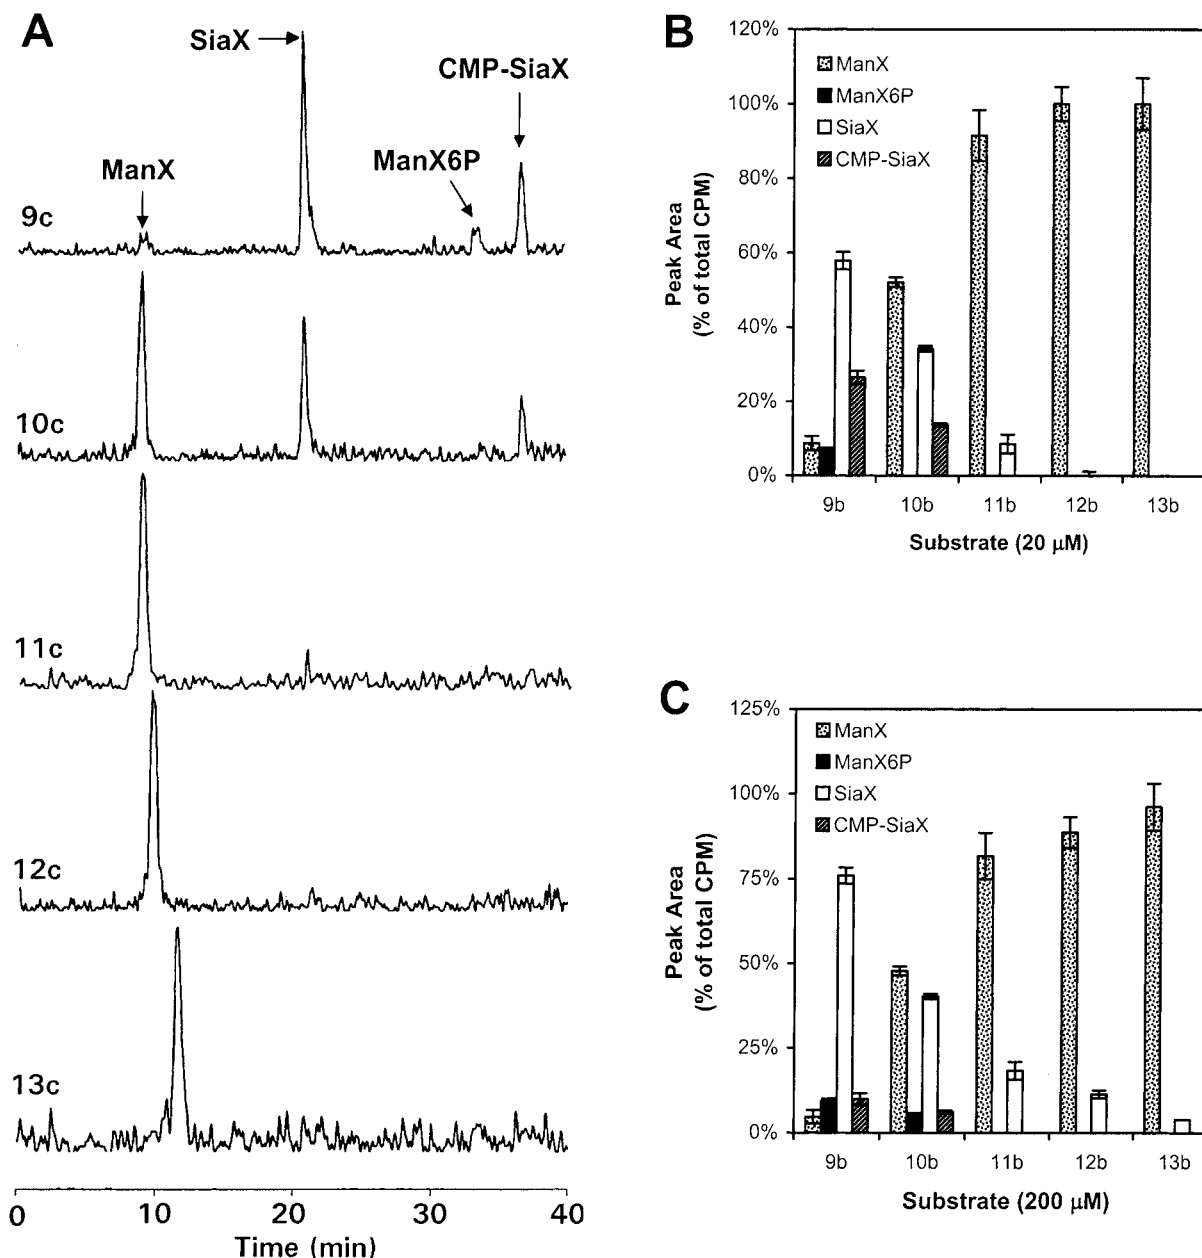 A
SiaX
CMP-SiaX
ManX6P
ManX
9c
10c
11c
12c
13c
0 10 20 30 40
Time (min)
B
120%
100%
80%
60%
40%
20%
0%
Peak Area
(% of total CPM)
ManX
ManX6P
SiaX
CMP-SiaX
9b 10b 11b 12b 13b
Substrate (20 μM)
C
125%
100%
75%
50%
25%
0%
Peak Area
(% of total CPM)
ManX
ManX6P
SiaX
CMP-SiaX
9b 10b 11b 12b 13b
Substrate (200 μM)